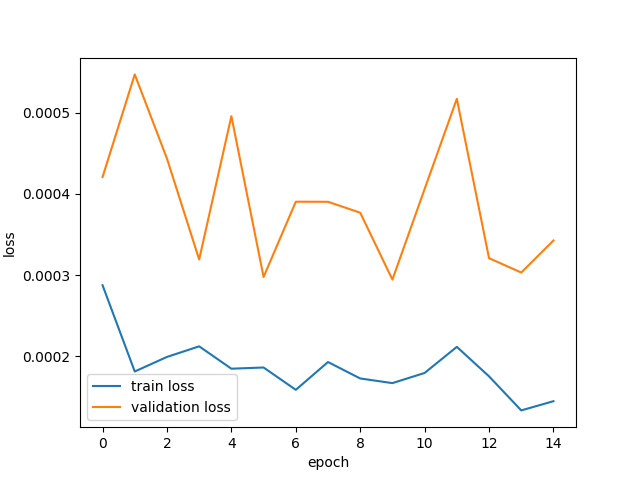 0.0005
0.0004
0.0003
0.0002
loss
train loss
validation loss
0 2 4 6 8 10 12 14
epoch